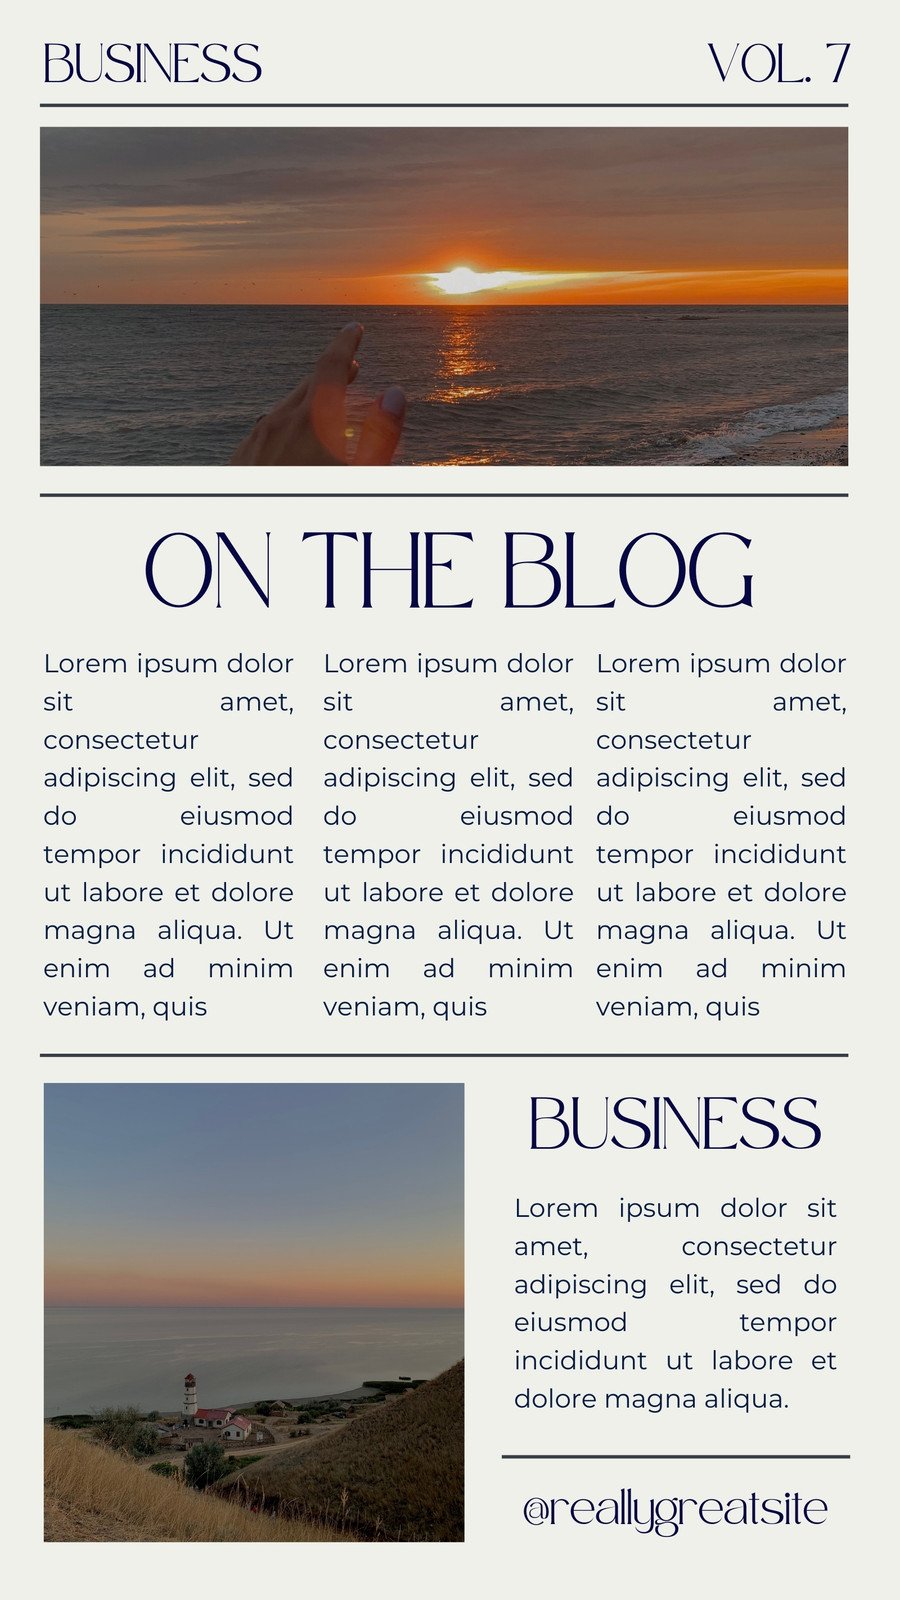 BUSINESS
VOL. 7
ON THE BLOG
Lorem ipsum dolor
sit amet,
consectetur
adipiscing elit, sed
do eiusmod
tempor incididunt
ut labore et dolore
magna aliqua. Ut
enim ad minim
veniam, quis
Lorem ipsum dolor
sit amet,
consectetur
adipiscing elit, sed
do eiusmod
tempor incididunt
ut labore et dolore
magna aliqua. Ut
enim ad minim
veniam, quis
Lorem ipsum dolor
sit amet,
consectetur
adipiscing elit, sed
do eiusmod
tempor incididunt
ut labore et dolore
magna aliqua. Ut
enim ad minim
veniam, quis
BUSINESS
Lorem ipsum dolor sit
amet, consectetur
adipiscing elit, sed do
eiusmod tempor
incididunt ut labore et
dolore magna aliqua.
@reallygreatsite